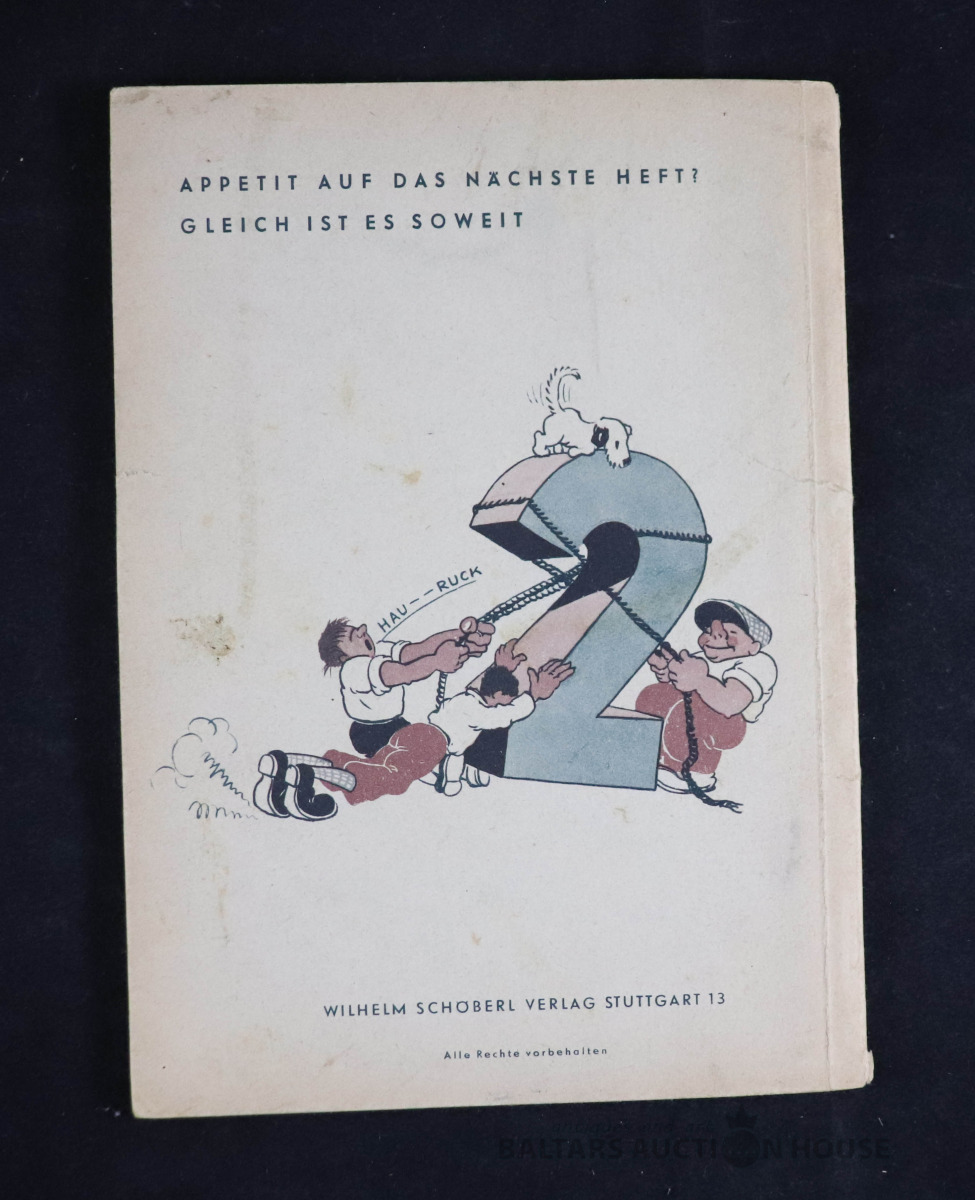 APPETIT AUF DAS NÄCHSTE HEFT?
GLEICH IST ES SOWEIT
HAU--RUCK
WILHELM SCHÖBERL VERLAG STUTTGART 13
Alle Rechte vorbehalten
BALTARS AUCTION HOUSE